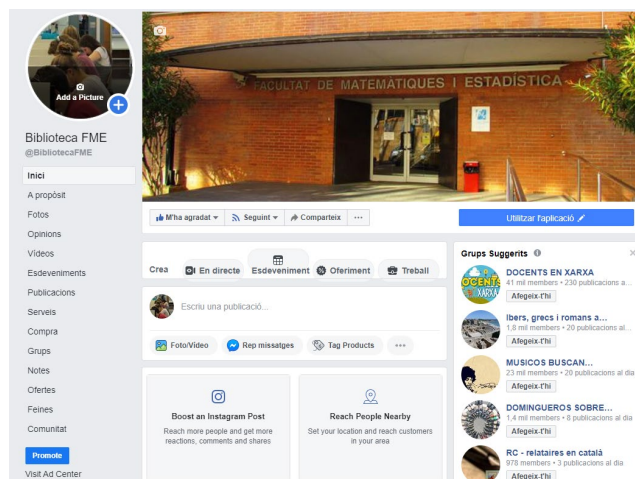 Add a Picture
Biblioteca FME
@BibliotecaFME
Inici
A propòsit
Fotos
Opinions
Vídeos
Esdeveniments
Publicacions
Serveis
Compra
Grups
Notes
Ofertes
Feines
Comunitat
Promote
Visit Ad Center
FACULTAT DE MATEMATIQUES I ESTADÍSTICA
M'ha agradat
Seguint
Comparteix
Utilitzar l'aplicació
Crea
En directe
Esdeveniment
Oferiment
Treball
Escriu una publicació...
Foto/Vídeo
Rep missatges
Tag Products
Boost an Instagram Post
Reach more people and get more
reactions, comments and shares
Reach People Nearby
Set your location and reach customers
in your area
Grups Suggerits
OCENTS
XARXA
DOCENTS EN XARXA
41 mil members • 230 publicacions a...
Afegeix-t'hi
Ibers, grecs i romans a...
1,8 mil members • 20 publicacions al...
Afegeix-t'hi
MUSICOS BUSCAN...
23 mil members • 20 publicacions al dia
Afegeix-t'hi
DOMINGUEROS SOBRE...
1,4 mil members • 8 publicacions al dia
Afegeix-t'hi
RC - relataires en català
978 members • 3 publicacions al dia
Afegeix-t'hi